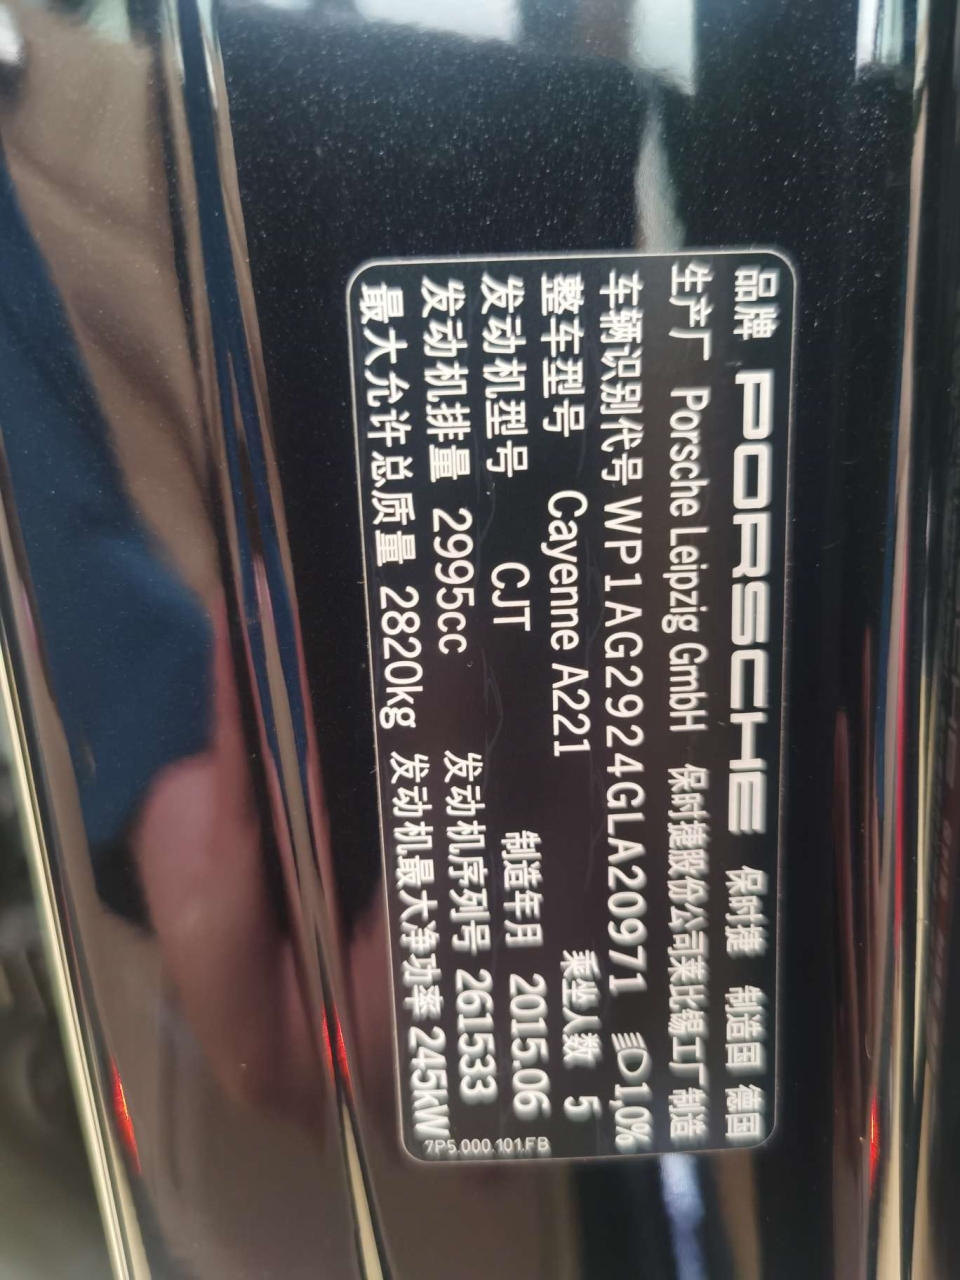 品牌 PORSCHE 保时捷 制造国 德国
生产厂 Porsche Leipzig GmbH 保时捷股份公司莱比锡工厂制造
车辆识别代号 WP1AG2924GLA20971 1,0%
整车型号 Cayenne A221 乘坐人数 5
发动机型号 CJT 制造年月 2015.06
发动机排量 2995cc 发动机序列号 261533
最大允许总质量 2820kg 发动机最大净功率 245kW
7P5.000.101.FB